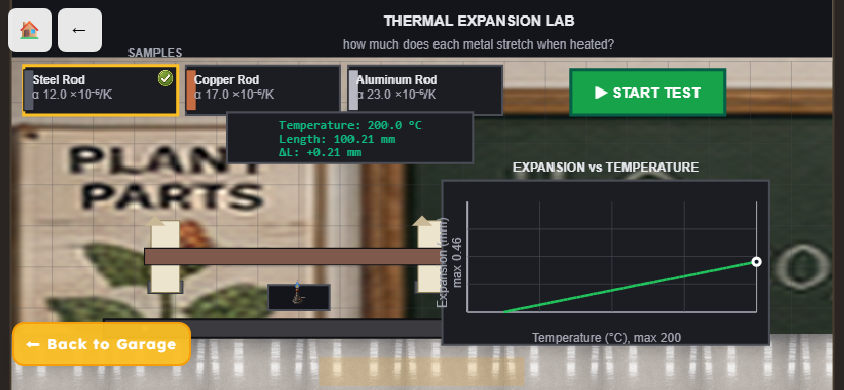 THERMAL EXPANSION LAB
how much does each metal stretch when heated?
←
SAMPLES
Steel Rod
α 12.0 ×10⁻⁶/K
Copper Rod
α 17.0 ×10⁻⁶/K
Aluminum Rod
α 23.0 ×10⁻⁶/K
▶ START TEST
Temperature: 200.0 °C
Length: 100.21 mm
ΔL: +0.21 mm
PLANT
PARTS
EXPANSION vs TEMPERATURE
Expansion (mm)
max 0.46
Temperature (°C), max 200
← Back to Garage